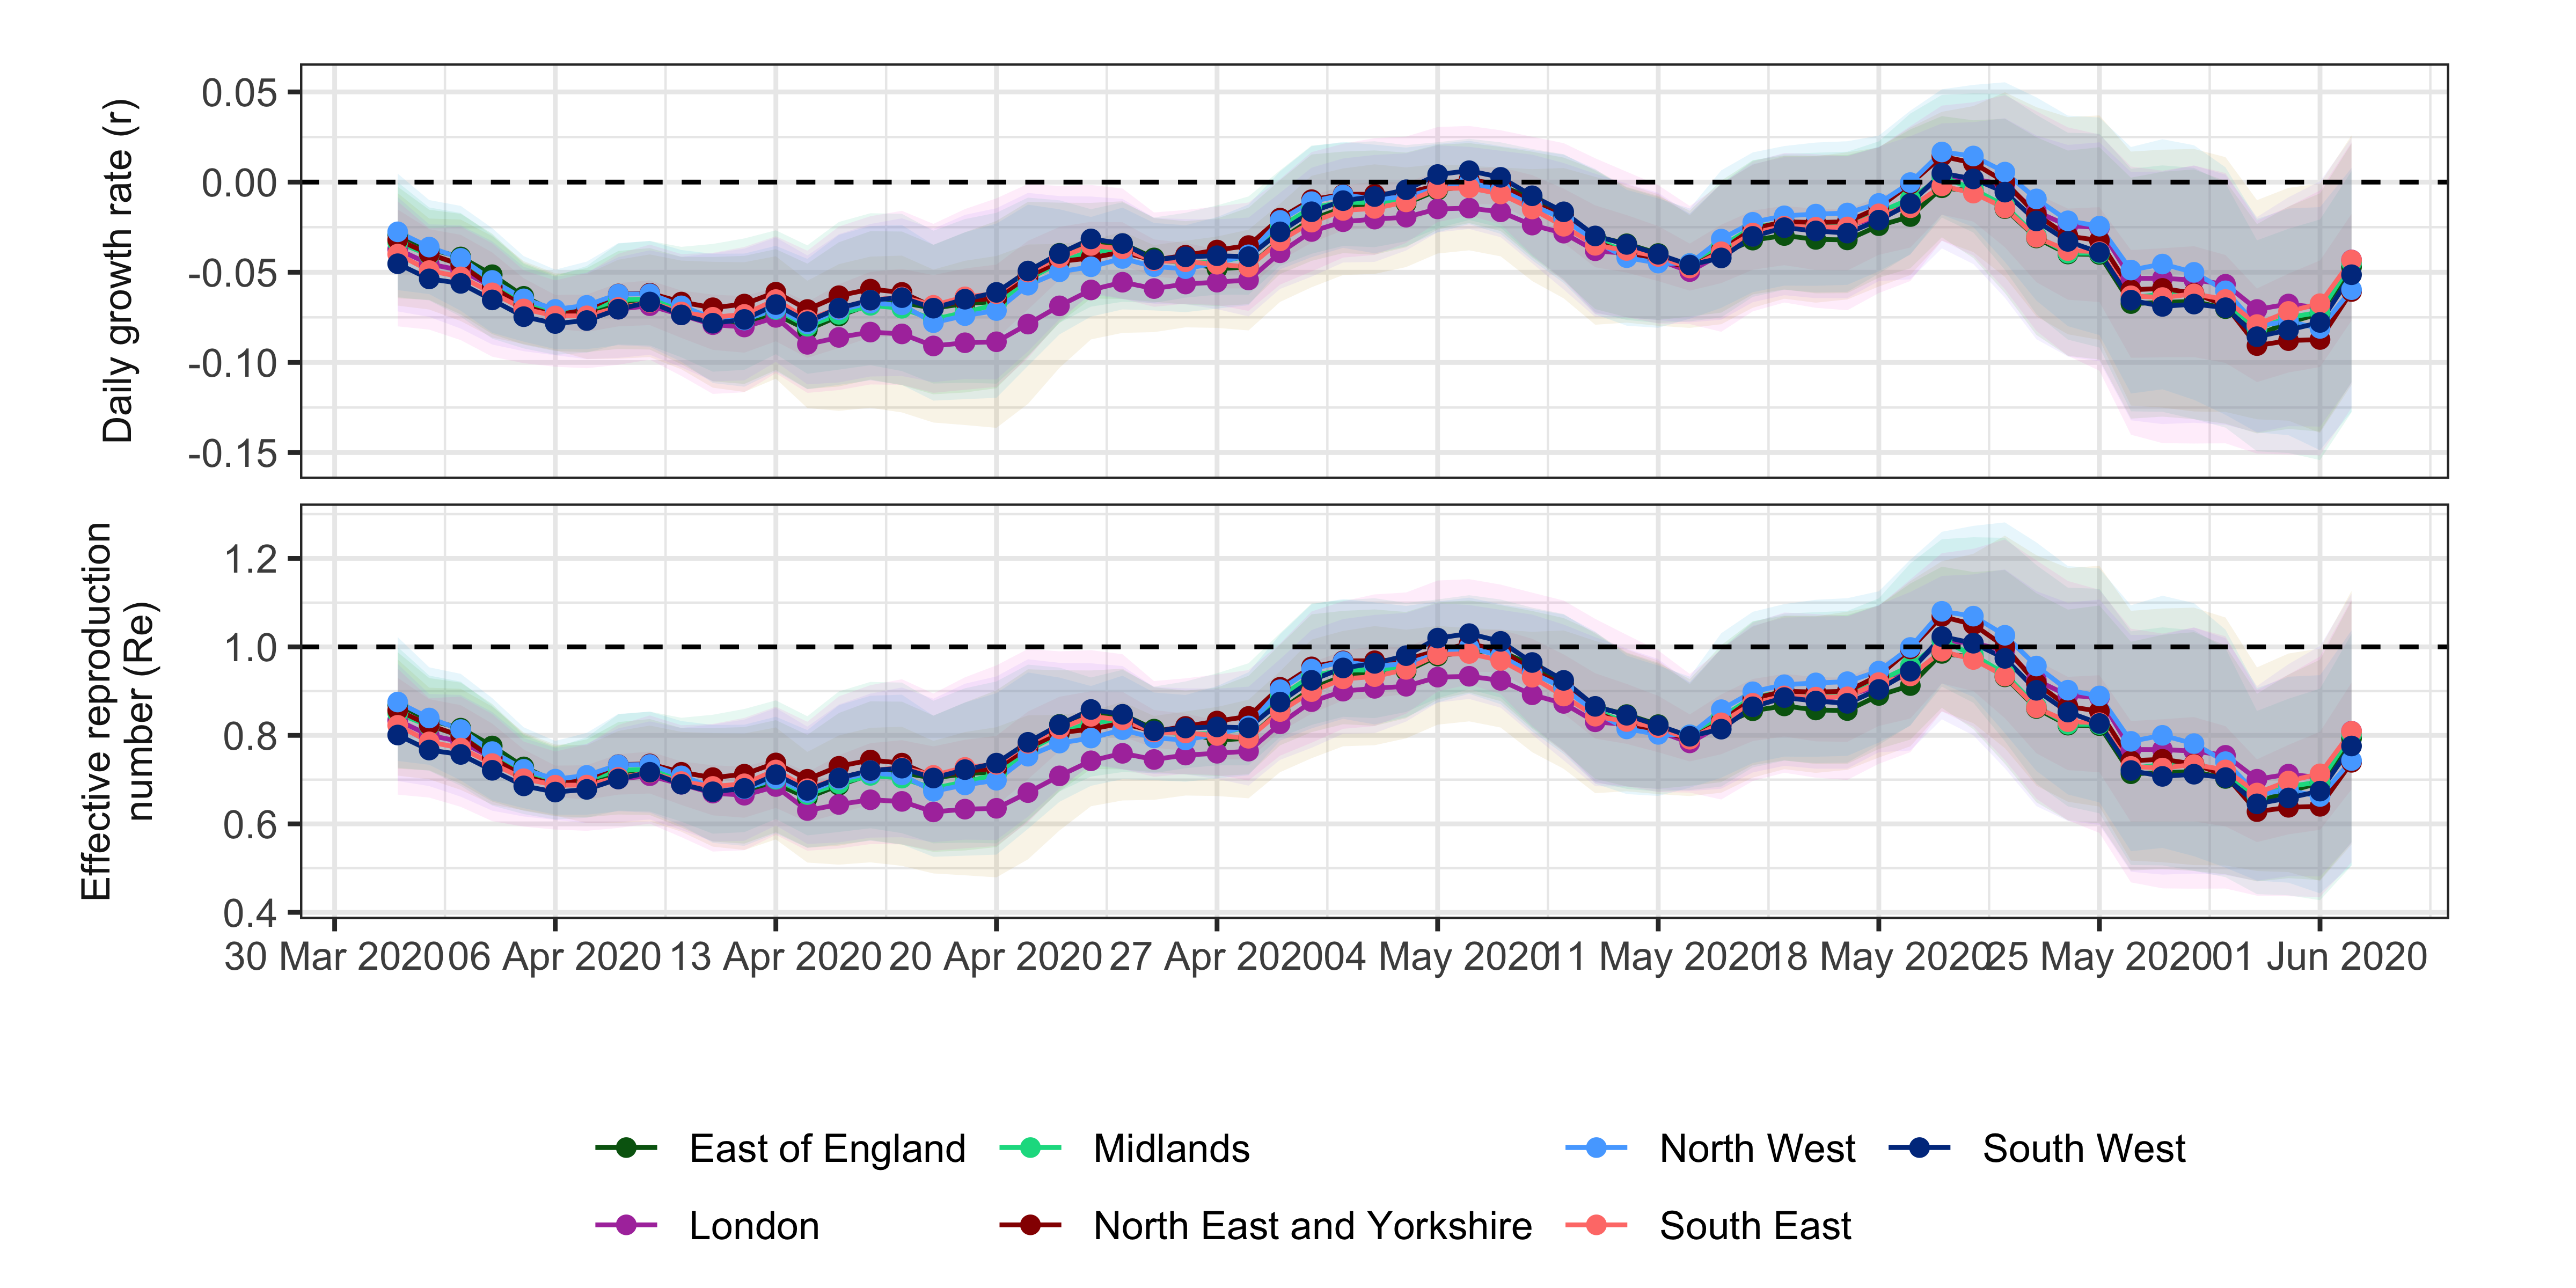 Daily growth rate (r)
0.05
0.00
-0.05
-0.10
-0.15
Effective reproduction
number (Re)
1.2
1.0
0.8
0.6
0.4
30 Mar 2020 06 Apr 2020 13 Apr 2020 20 Apr 2020 27 Apr 2020 04 May 2020 11 May 2020 18 May 2020 25 May 2020 01 Jun 2020
East of England Midlands North West South West
London North East and Yorkshire South East